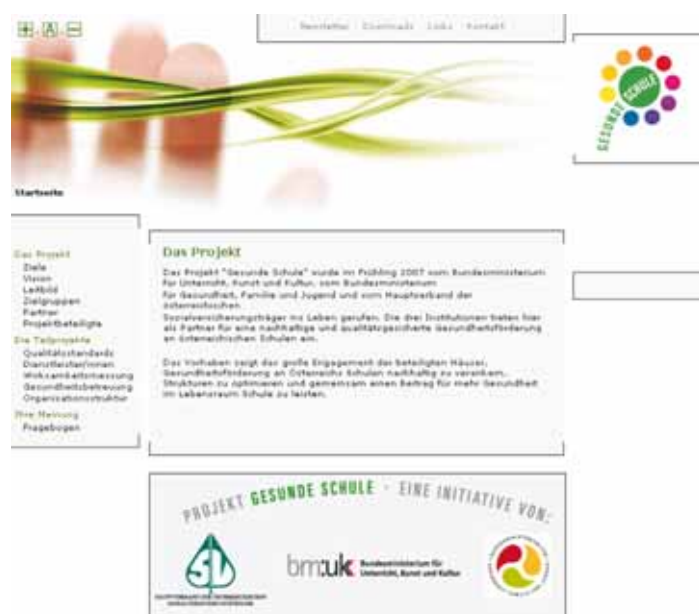 A
Newsletter Downloads Links Kontakt
GESUNDE SCHULE
Startseite
Das Projekt
Ziele
Vision
Leitbild
Zielgruppen
Partner
Projektbeteiligte
Die Teilprojekte
Qualitätsstandards
Dienstleister/innen
Wirksamkeitsmessung
Gesundheitsbetreuung
Organisationsstruktur
Ihre Meinung
Fragebogen
Das Projekt
Das Projekt "Gesunde Schule" wurde im Frühling 2007 vom Bundesministerium
für Unterricht, Kunst und Kultur, vom Bundesministerium
für Gesundheit, Familie und Jugend und vom Hauptverband der
österreichischen
Sozialversicherungsträger ins Leben gerufen. Die drei Institutionen treten hier
als Partner für eine nachhaltige und qualitätsgesicherte Gesundheitsförderung
an österreichischen Schulen ein.
Das Vorhaben zeigt das große Engagement der beteiligten Häuser,
Gesundheitsförderung an Österreichs Schulen nachhaltig zu verankern,
Strukturen zu optimieren und gemeinsam einen Beitrag für mehr Gesundheit
im Lebensraum Schule zu leisten.
PROJEKT GESUNDE SCHULE - EINE INITIATIVE VON:
SV
bm:uk Bundesministerium für
Unterricht, Kunst und Kultur